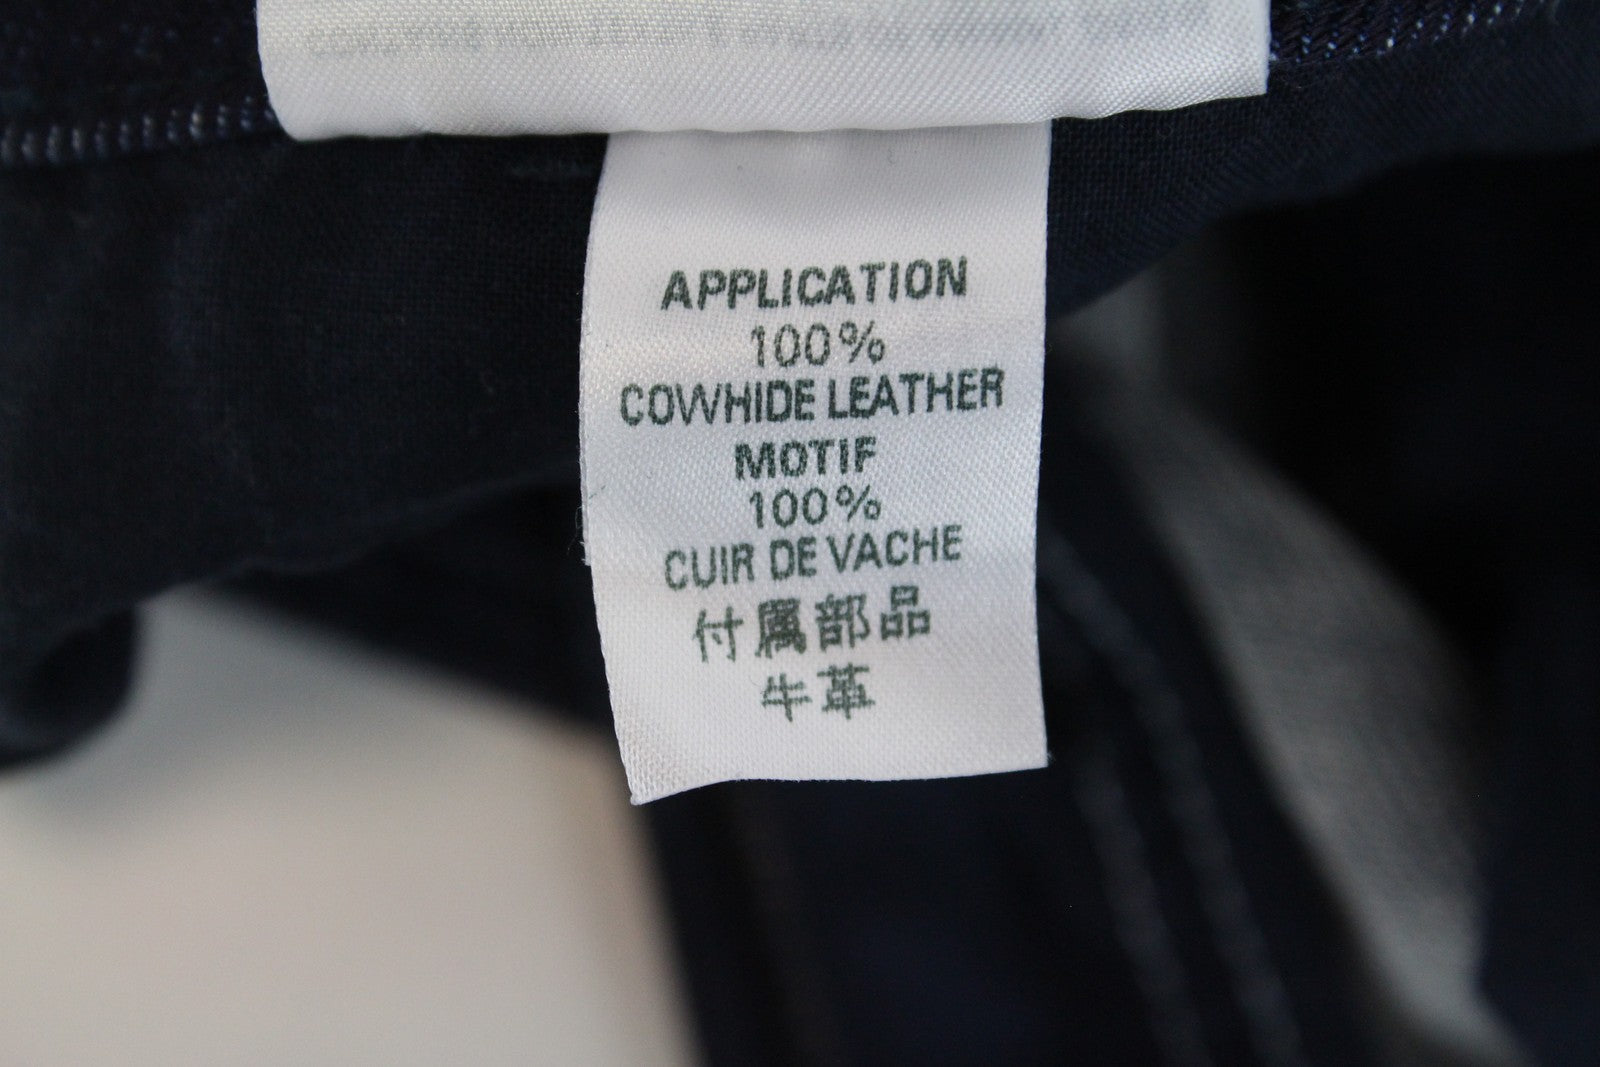 APPLICATION
100%
COWHIDE LEATHER
MOTIF
100%
CUIR DE VACHE
付属部品
牛革